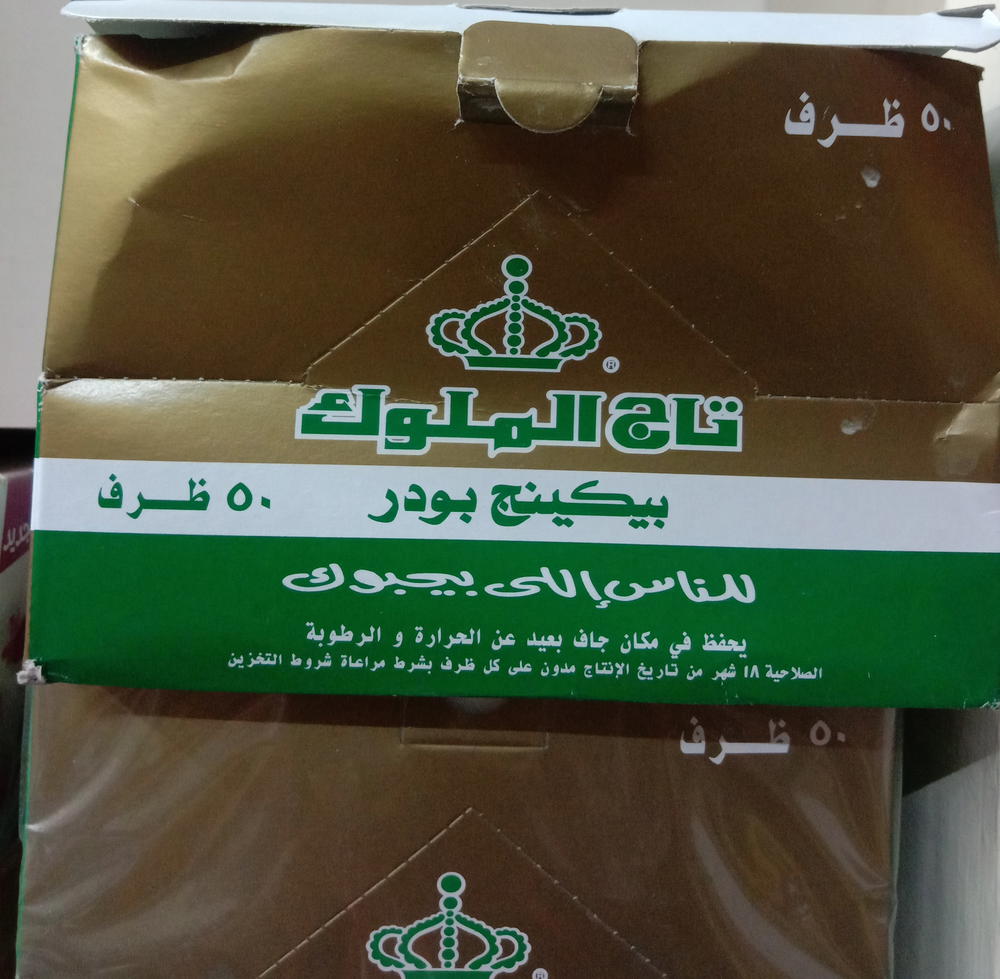 ٥٠ ظرف
®
تاج الملوك
بيكينج بودر ٥٠ ظرف
للناس إللى بيحبوك
يحفظ في مكان جاف بعيد عن الحرارة و الرطوبة
الصلاحية ١٨ شهر من تاريخ الإنتاج مدون على كل ظرف بشرط مراعاة شروط التخزين
٥٠ ظرف
®
جديد